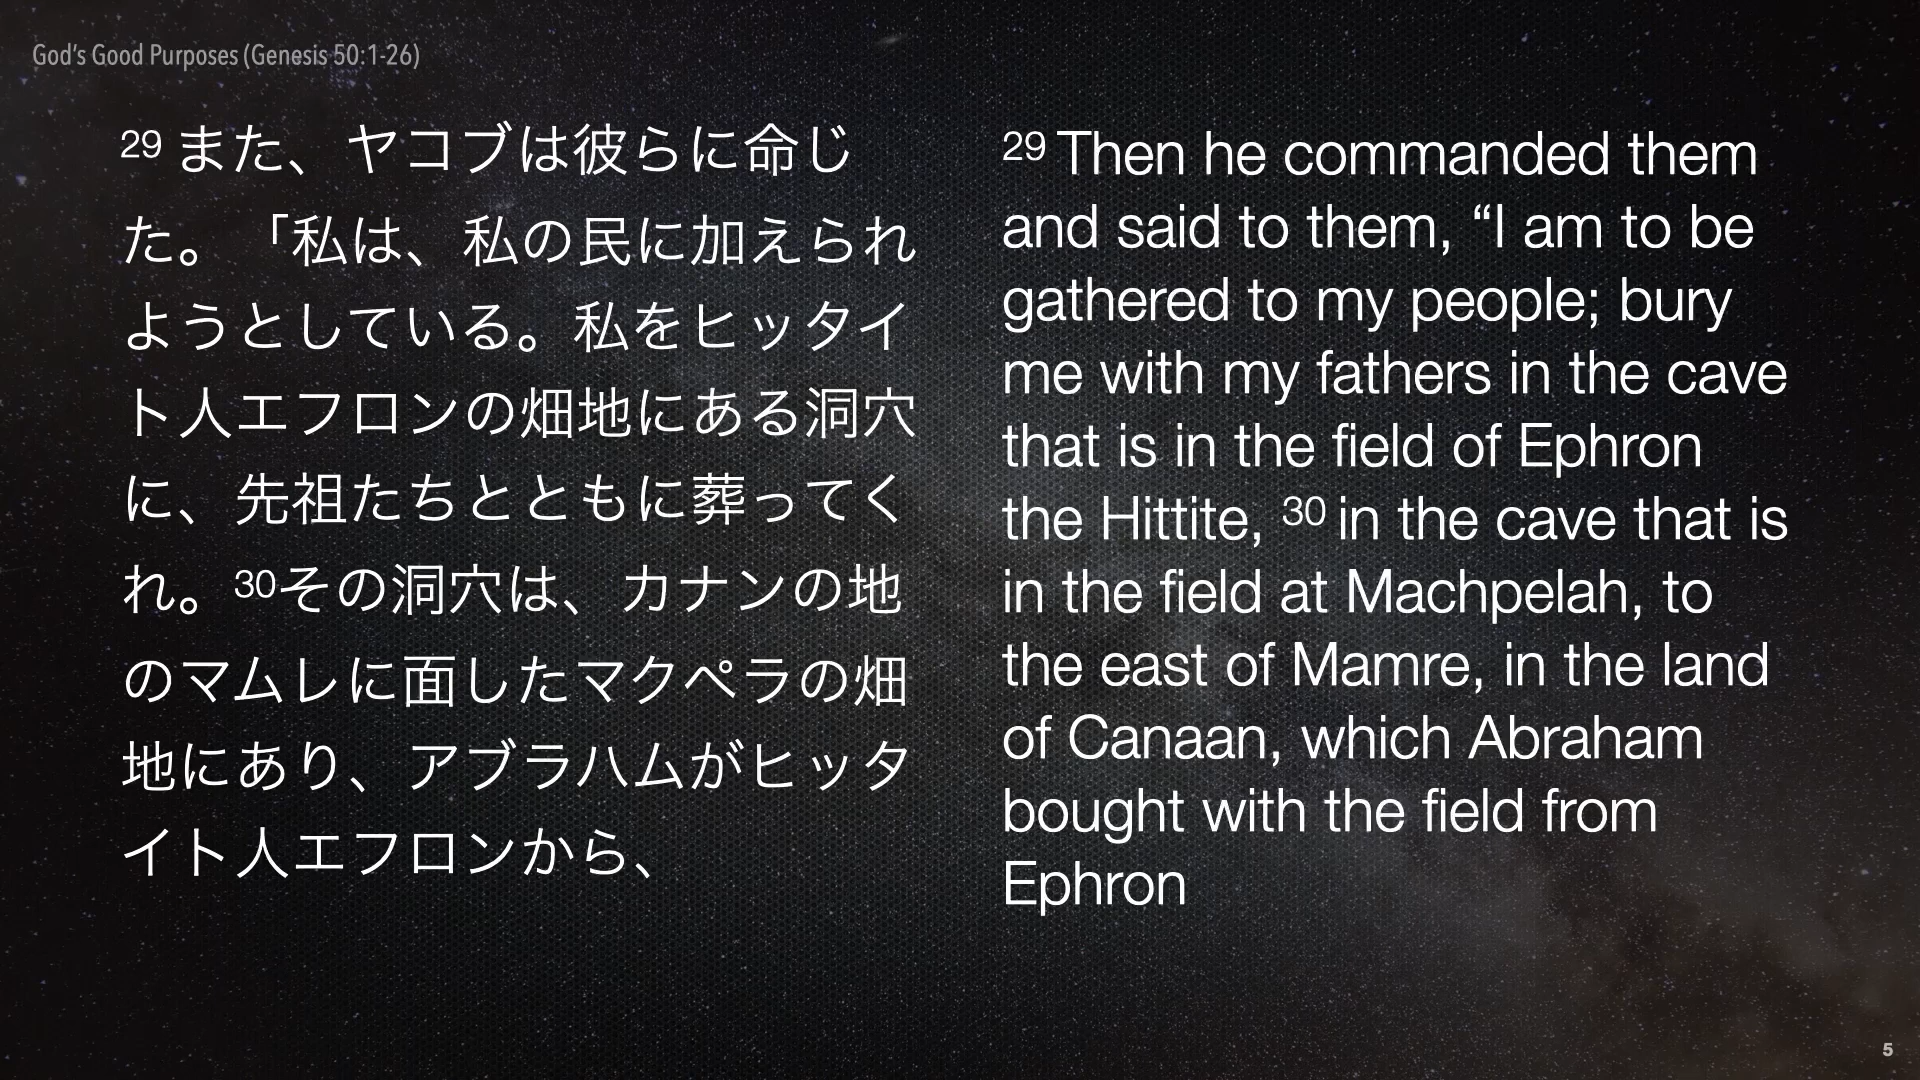 God’s Good Purposes (Genesis 50:1-26)
29 また、ヤコブは彼らに命じ
た。「私は、私の民に加えられ
ようとしている。私をヒッタイ
ト人エフロンの畑地にある洞穴
に、先祖たちとともに葬ってく
れ。30その洞穴は、カナンの地
のマムレに面したマクペラの畑
地にあり、アブラハムがヒッタ
イト人エフロンから、
29 Then he commanded them
and said to them, “I am to be
gathered to my people; bury
me with my fathers in the cave
that is in the field of Ephron
the Hittite, 30 in the cave that is
in the field at Machpelah, to
the east of Mamre, in the land
of Canaan, which Abraham
bought with the field from
Ephron
5